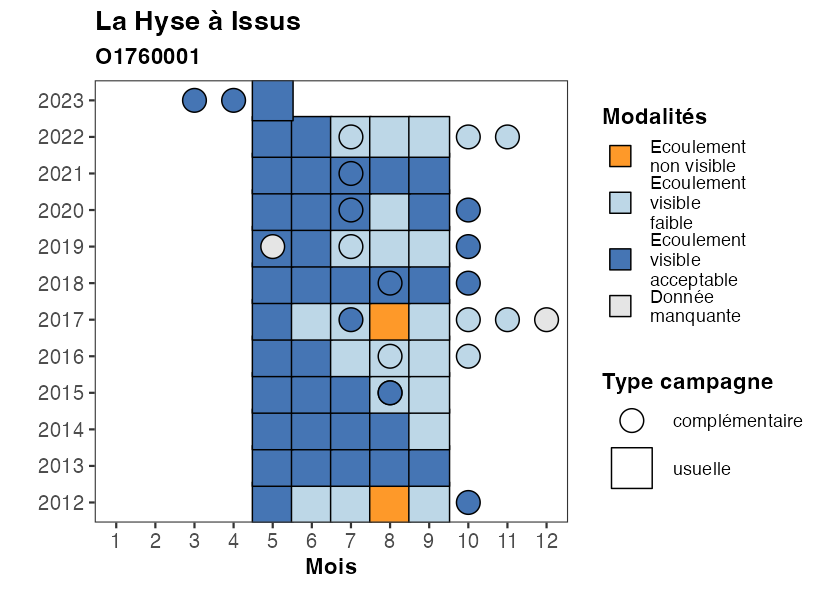 La Hyse à Issus
O1760001
2023
2022
2021
2020
2019
2018
2017
2016
2015
2014
2013
2012
1 2 3 4 5 6 7 8 9 10 11 12
Mois
Modalités
Ecoulement
non visible
Ecoulement
visible
faible
Ecoulement
visible
acceptable
Donnée
manquante
Type campagne
complémentaire
usuelle